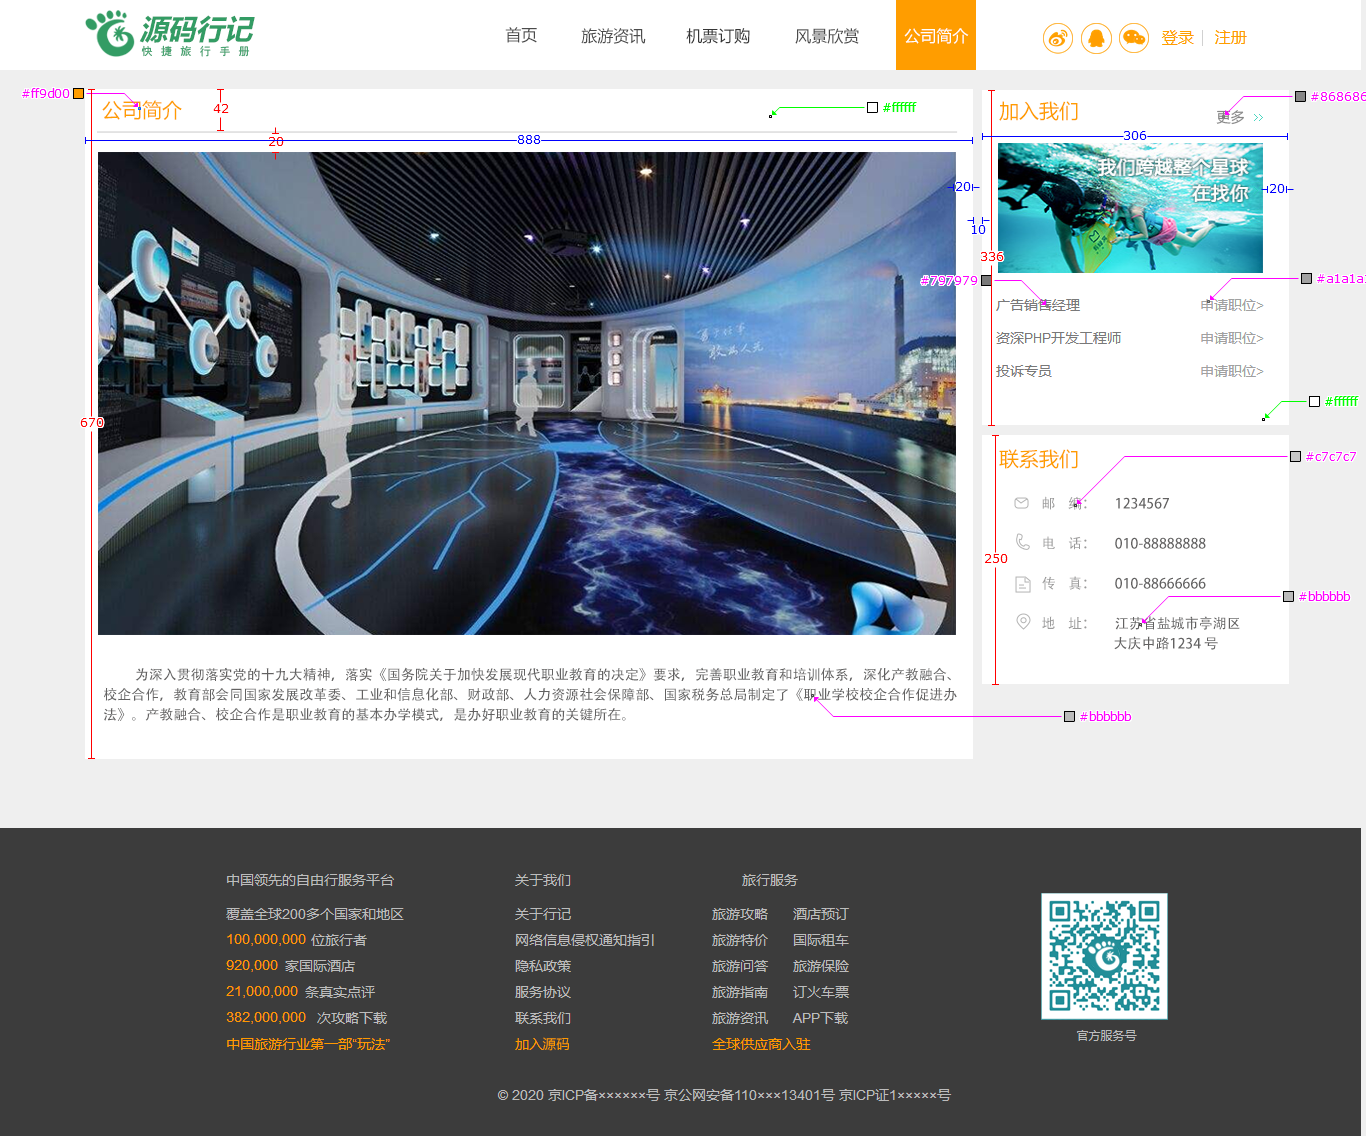 源码行记
快捷旅行手册
首页 旅游资讯 机票订购 风景欣赏 公司简介 登录 注册
#ff9d00
公司简介
42
#ffffff
20
888
加入我们
更多
#868686
306
我们跨越整个星球
在找你
20
20
10
336
#797979
#a1a1a
广告销售经理 申请职位>
资深PHP开发工程师 申请职位>
投诉专员 申请职位>
#ffffff
670
联系我们
#c7c7c7
邮 编: 1234567
电 话: 010-88888888
250
传 真: 010-88666666
#bbbbbb
地 址: 江苏省盐城市亭湖区
大庆中路1234 号
为深入贯彻落实党的十九大精神，落实《国务院关于加快发展现代职业教育的决定》要求，完善职业教育和培训体系，深化产教融合、
校企合作，教育部会同国家发展改革委、工业和信息化部、财政部、人力资源社会保障部、国家税务总局制定了《职业学校校企合作促进办
法》。产教融合、校企合作是职业教育的基本办学模式，是办好职业教育的关键所在。
#bbbbbb
中国领先的自由行服务平台 关于我们 旅行服务
覆盖全球200多个国家和地区 关于行记 旅游攻略 酒店预订
100,000,000 位旅行者 网络信息侵权通知指引 旅游特价 国际租车
920,000 家国际酒店 隐私政策 旅游问答 旅游保险
21,000,000 条真实点评 服务协议 旅游指南 订火车票
382,000,000 次攻略下载 联系我们 旅游资讯 APP下载
中国旅游行业第一部“玩法” 加入源码 全球供应商入驻
官方服务号
© 2020 京ICP备××××××号 京公网安备110×××13401号 京ICP证1×××××号